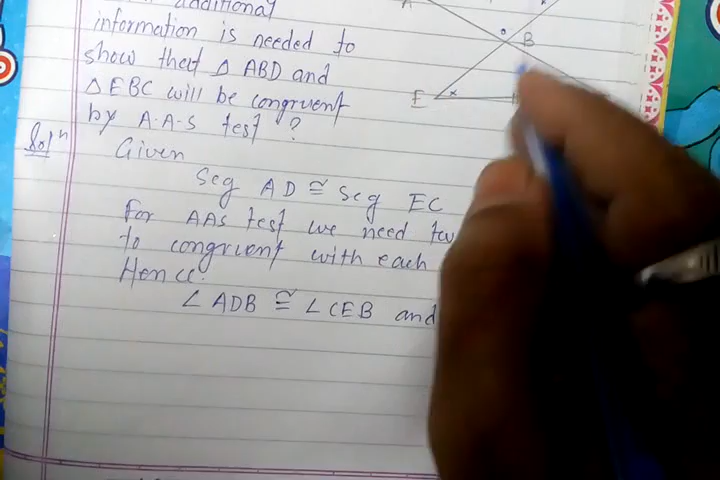 additional
A
information is needed to
B
show that △ ABD and
△ EBC will be congruent
E x
by A-A-S test ?
Solⁿ
Given
Seg AD ≅ seg EC
For AAS test we need
to congruent with each
Hence.
∠ ADB ≅ ∠ CEB and